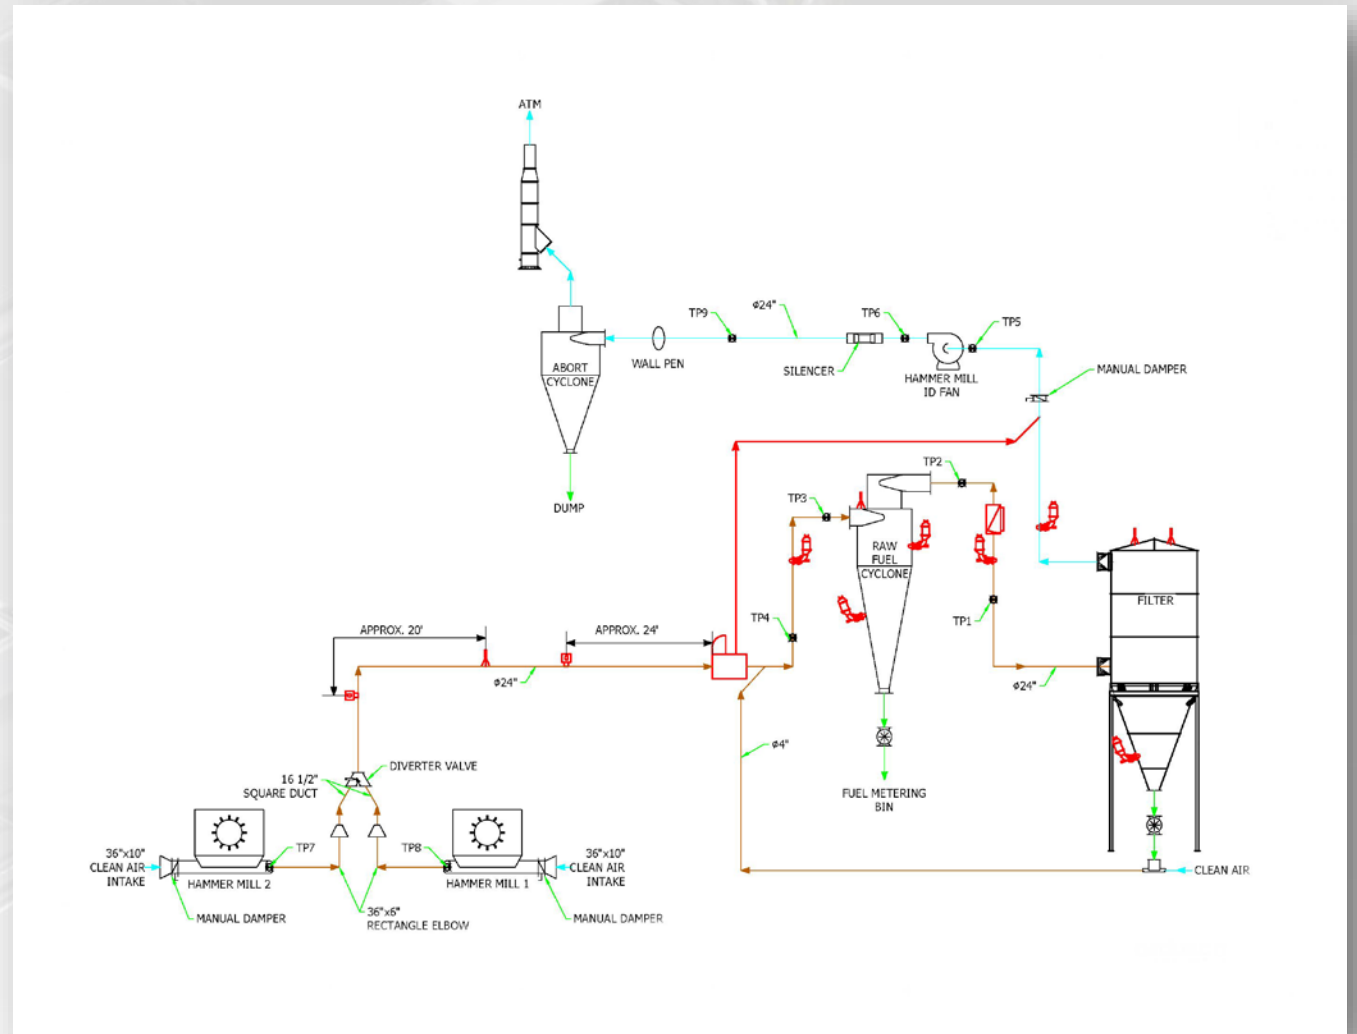 ATM
TP9
ø24"
TP6
TP5
WALL PEN
SILENCER
HAMMER MILL
ID FAN
MANUAL DAMPER
ABORT
CYCLONE
DUMP
TP2
TP3
RAW
FUEL
CYCLONE
FILTER
TP1
TP4
APPROX. 20'
APPROX. 24'
ø24"
ø24"
ø4"
DIVERTER VALVE
16 1/2"
SQUARE DUCT
FUEL METERING
BIN
TP7
TP8
36"x10"
CLEAN AIR
INTAKE
HAMMER MILL 2
HAMMER MILL 1
36"x10"
CLEAN AIR
INTAKE
CLEAN AIR
MANUAL DAMPER
36"x6"
RECTANGLE ELBOW
MANUAL DAMPER